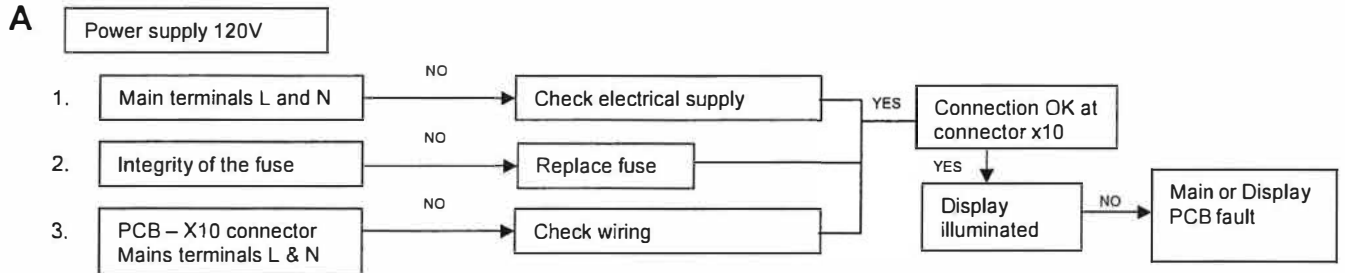 A
Power supply 120V
NO
1. Main terminals L and N
Check electrical supply
YES
Connection OK at
connector x10
NO
2. Integrity of the fuse
Replace fuse
YES
NO
3. PCB – X10 connector
Mains terminals L & N
Check wiring
Display
illuminated
NO
Main or Display
PCB fault